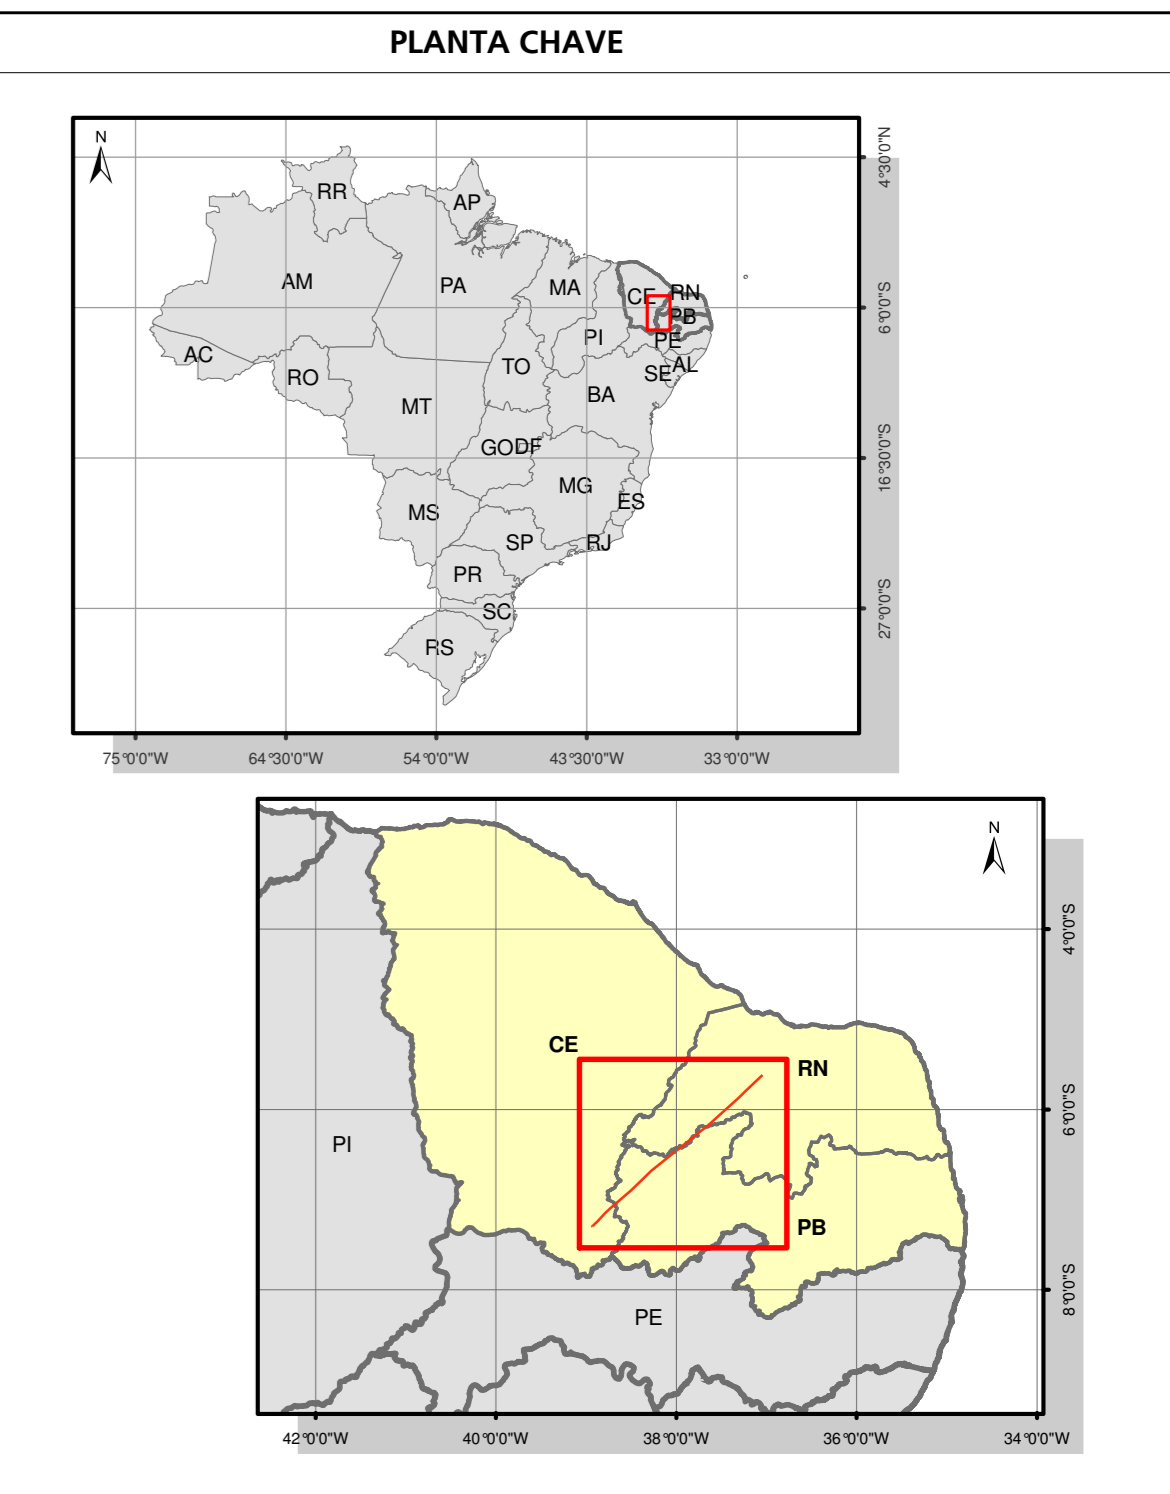 PLANTA CHAVE
N
4°30'0"N
RR
AP
AM
PA
MA
CE
RN
6°0'0"S
PB
PI
PE
AC
AL
TO
SE
RO
BA
MT
GO
DF
16°30'0"S
MG
ES
MS
SP
RJ
PR
SC
27°0'0"S
RS
75°0'0"W
64°30'0"W
54°0'0"W
43°30'0"W
33°0'0"W
N
4°0'0"S
CE
RN
6°0'0"S
PI
PB
8°0'0"S
PE
42°0'0"W
40°0'0"W
38°0'0"W
36°0'0"W
34°0'0"W